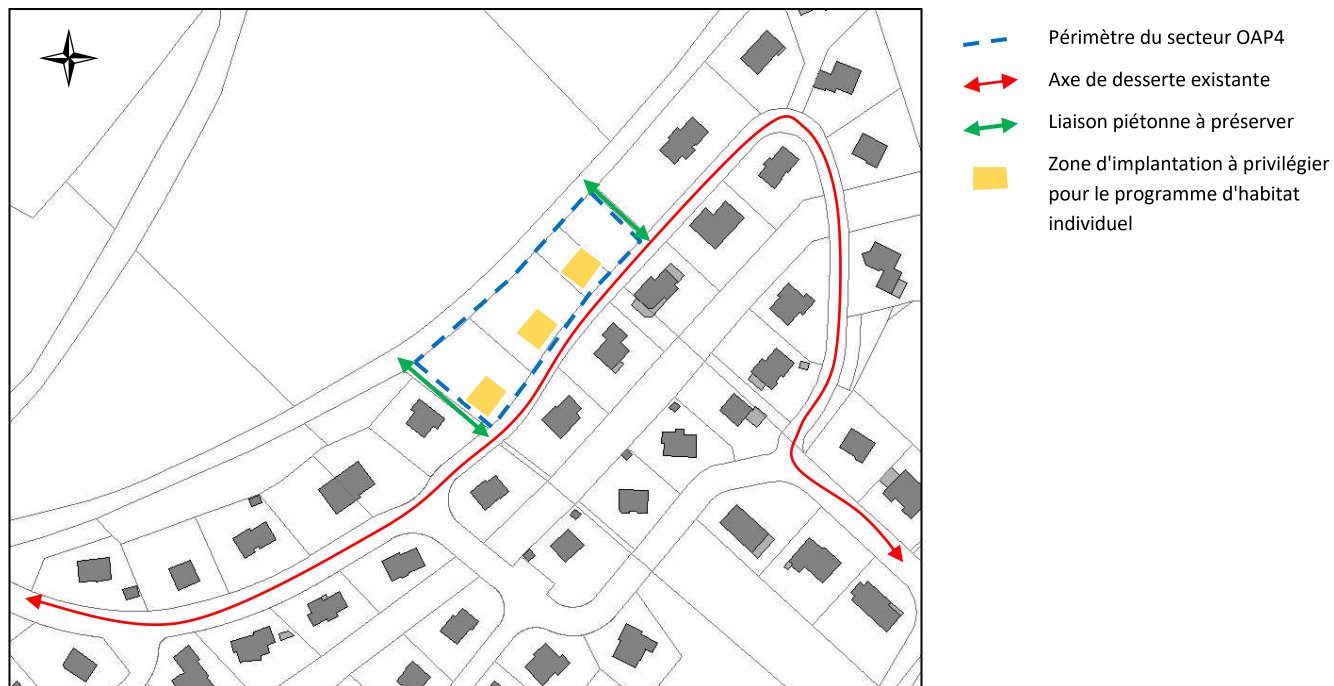 Périmètre du secteur OAP4
Axe de desserte existante
Liaison piétonne à préserver
Zone d'implantation à privilégier
pour le programme d'habitat
individuel